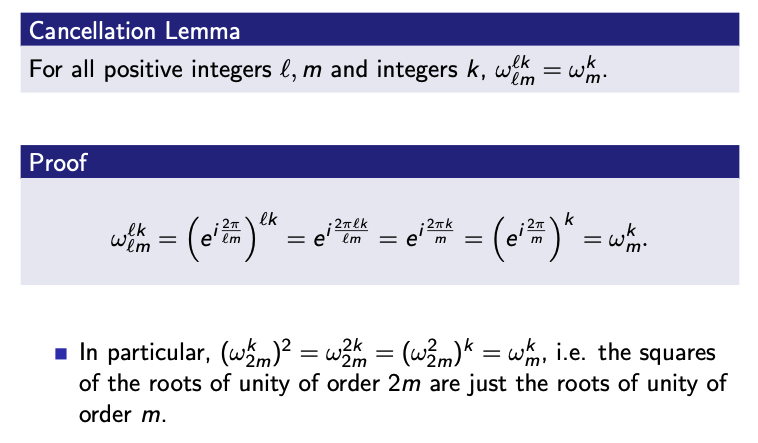 Cancellation Lemma
For all positive integers ℓ, m and integers k, $\omega_{\ell m}^{\ell k} = \omega_m^k$.
Proof
$\omega_{\ell m}^{\ell k} = \left(e^{i\frac{2\pi}{\ell m}}\right)^{\ell k} = e^{i\frac{2\pi \ell k}{\ell m}} = e^{i\frac{2\pi k}{m}} = \left(e^{i\frac{2\pi}{m}}\right)^k = \omega_m^k.$
In particular, $(\omega_{2m}^k)^2 = \omega_{2m}^{2k} = (\omega_{2m}^2)^k = \omega_m^k$, i.e. the squares
of the roots of unity of order 2m are just the roots of unity of
order m.